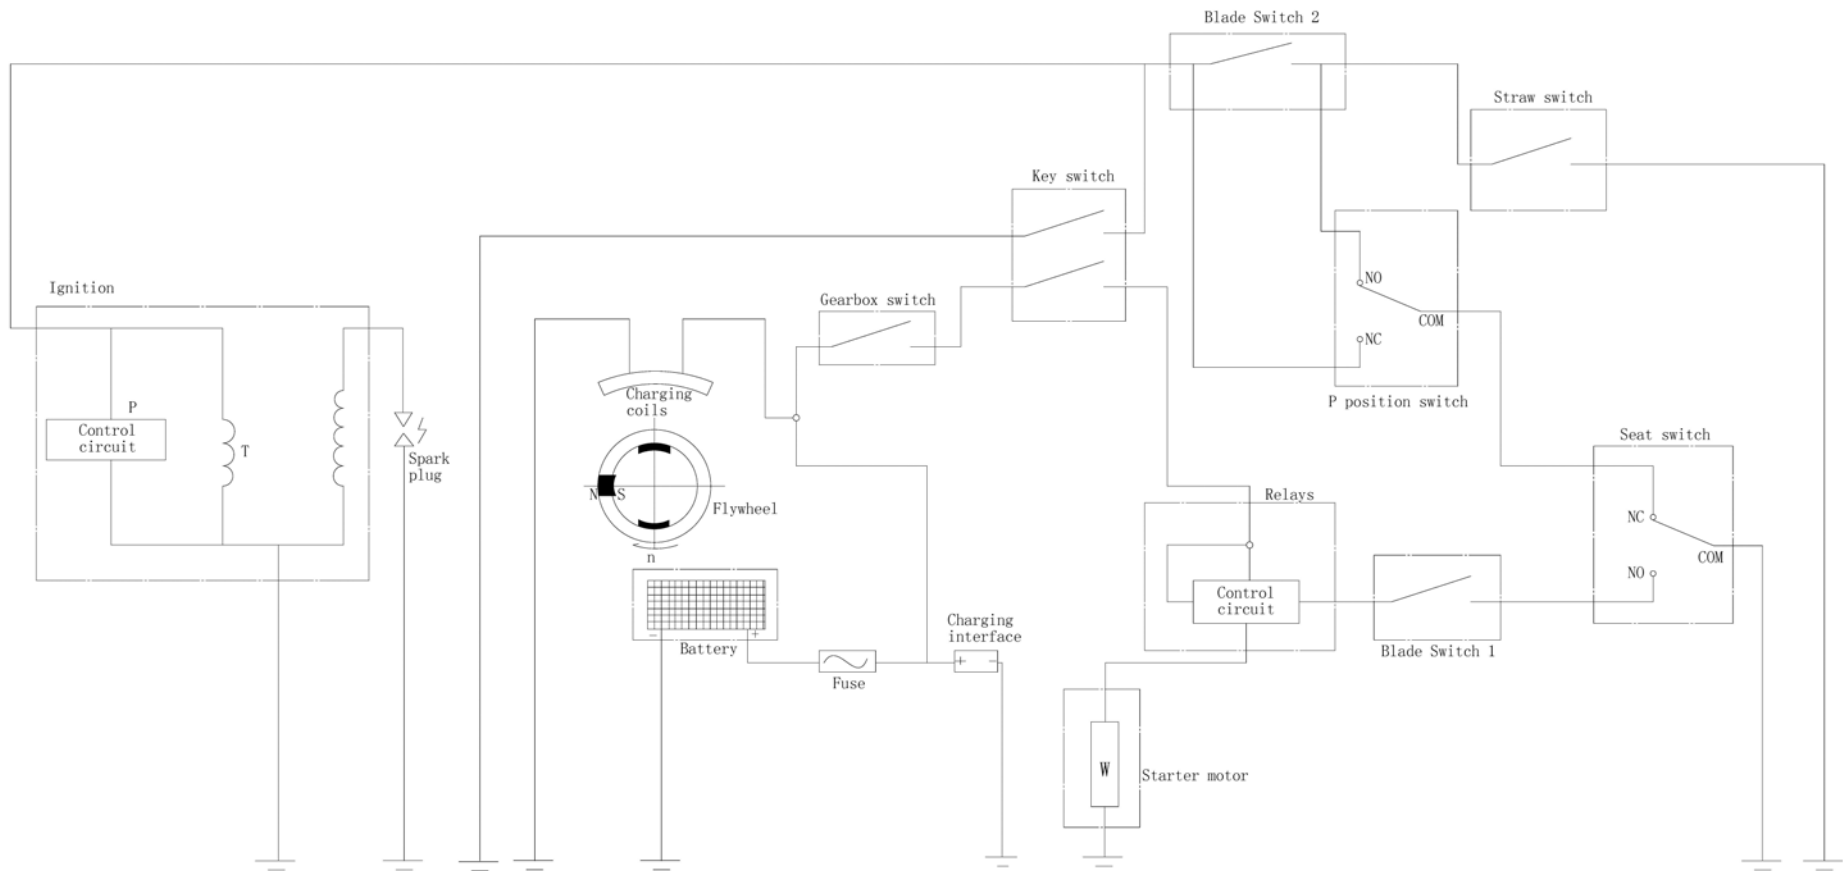 Blade Switch 2
Straw switch
Key switch
Ignition
Gearbox switch
NO
COM
NC
P position switch
Charging
coils
P
Control
circuit
T
Spark
plug
Seat switch
N S
Flywheel
n
Relays
NC
COM
NO
Control
circuit
Charging
interface
- +
Battery
+ -
Fuse
Blade Switch 1
W
Starter motor